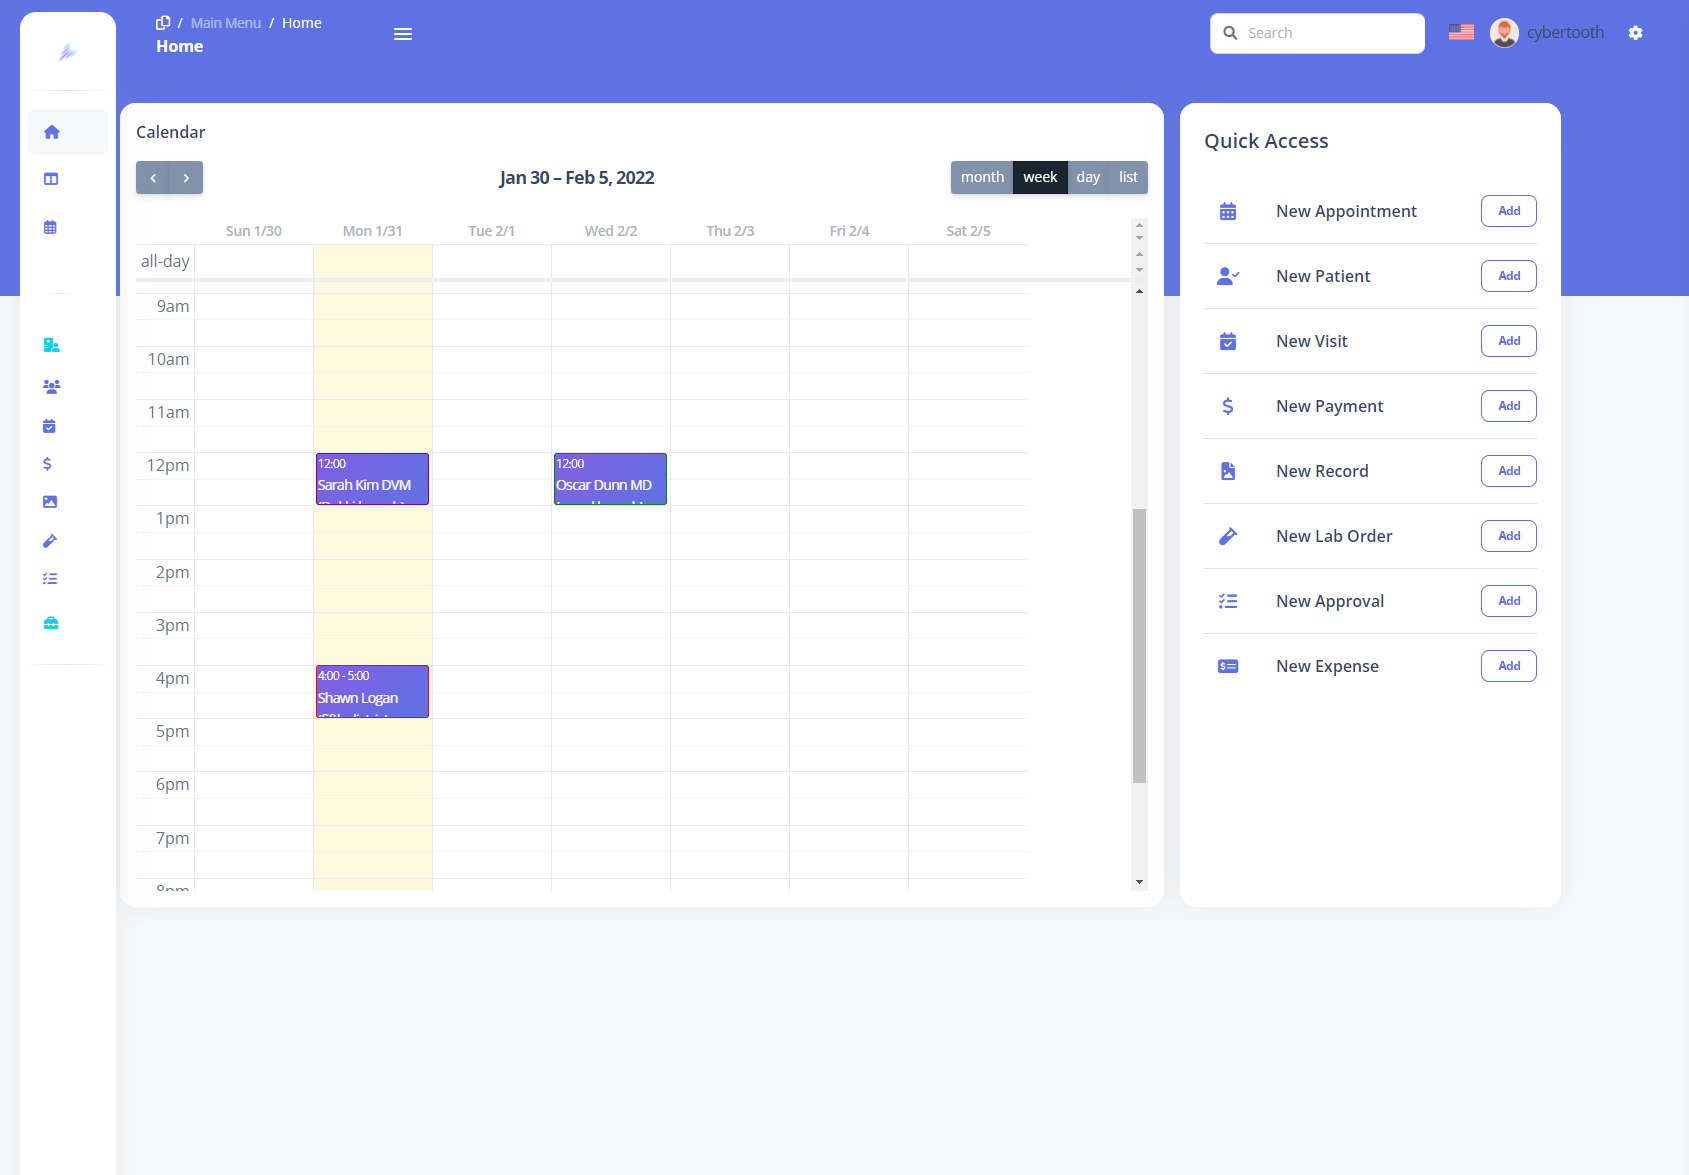 / Main Menu / Home
Home
Search
cybertooth
Calendar
Jan 30 – Feb 5, 2022
month week day list
Sun 1/30 Mon 1/31 Tue 2/1 Wed 2/2 Thu 2/3 Fri 2/4 Sat 2/5
all-day
9am
10am
11am
12pm
12:00
Sarah Kim DVM
12:00
Oscar Dunn MD
1pm
2pm
3pm
4pm
4:00 - 5:00
Shawn Logan
5pm
6pm
7pm
8pm
Quick Access
New Appointment Add
New Patient Add
New Visit Add
New Payment Add
New Record Add
New Lab Order Add
New Approval Add
New Expense Add